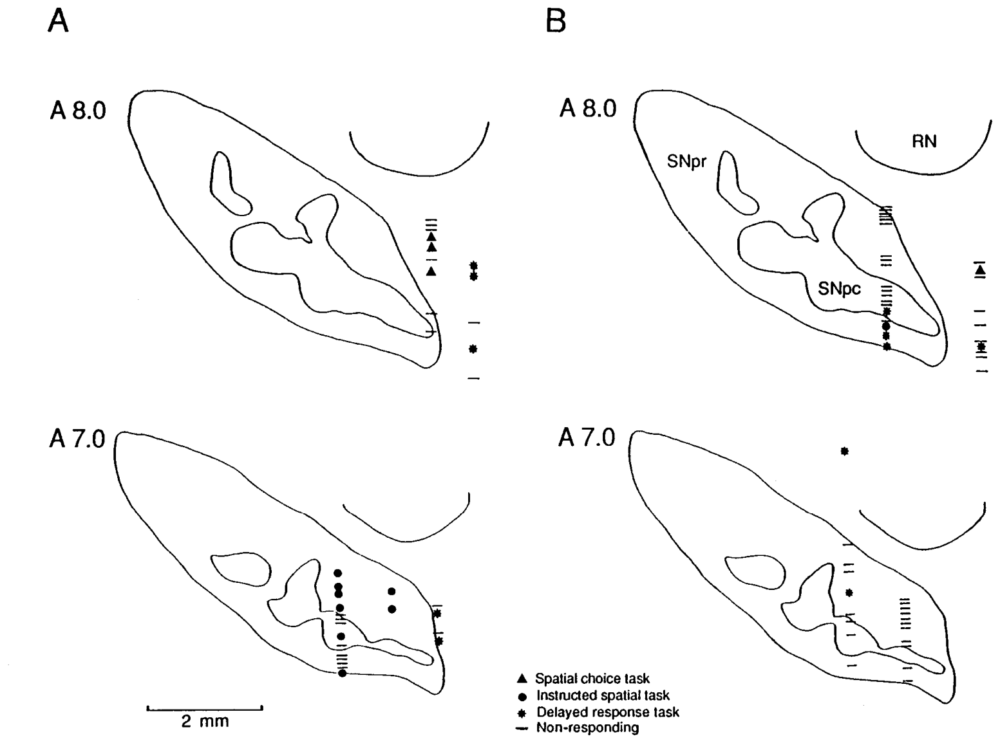 A
B
A 8.0
A 8.0
SNpr
RN
SNpc
A 7.0
A 7.0
2 mm
Spatial choice task
Instructed spatial task
Delayed response task
Non-responding